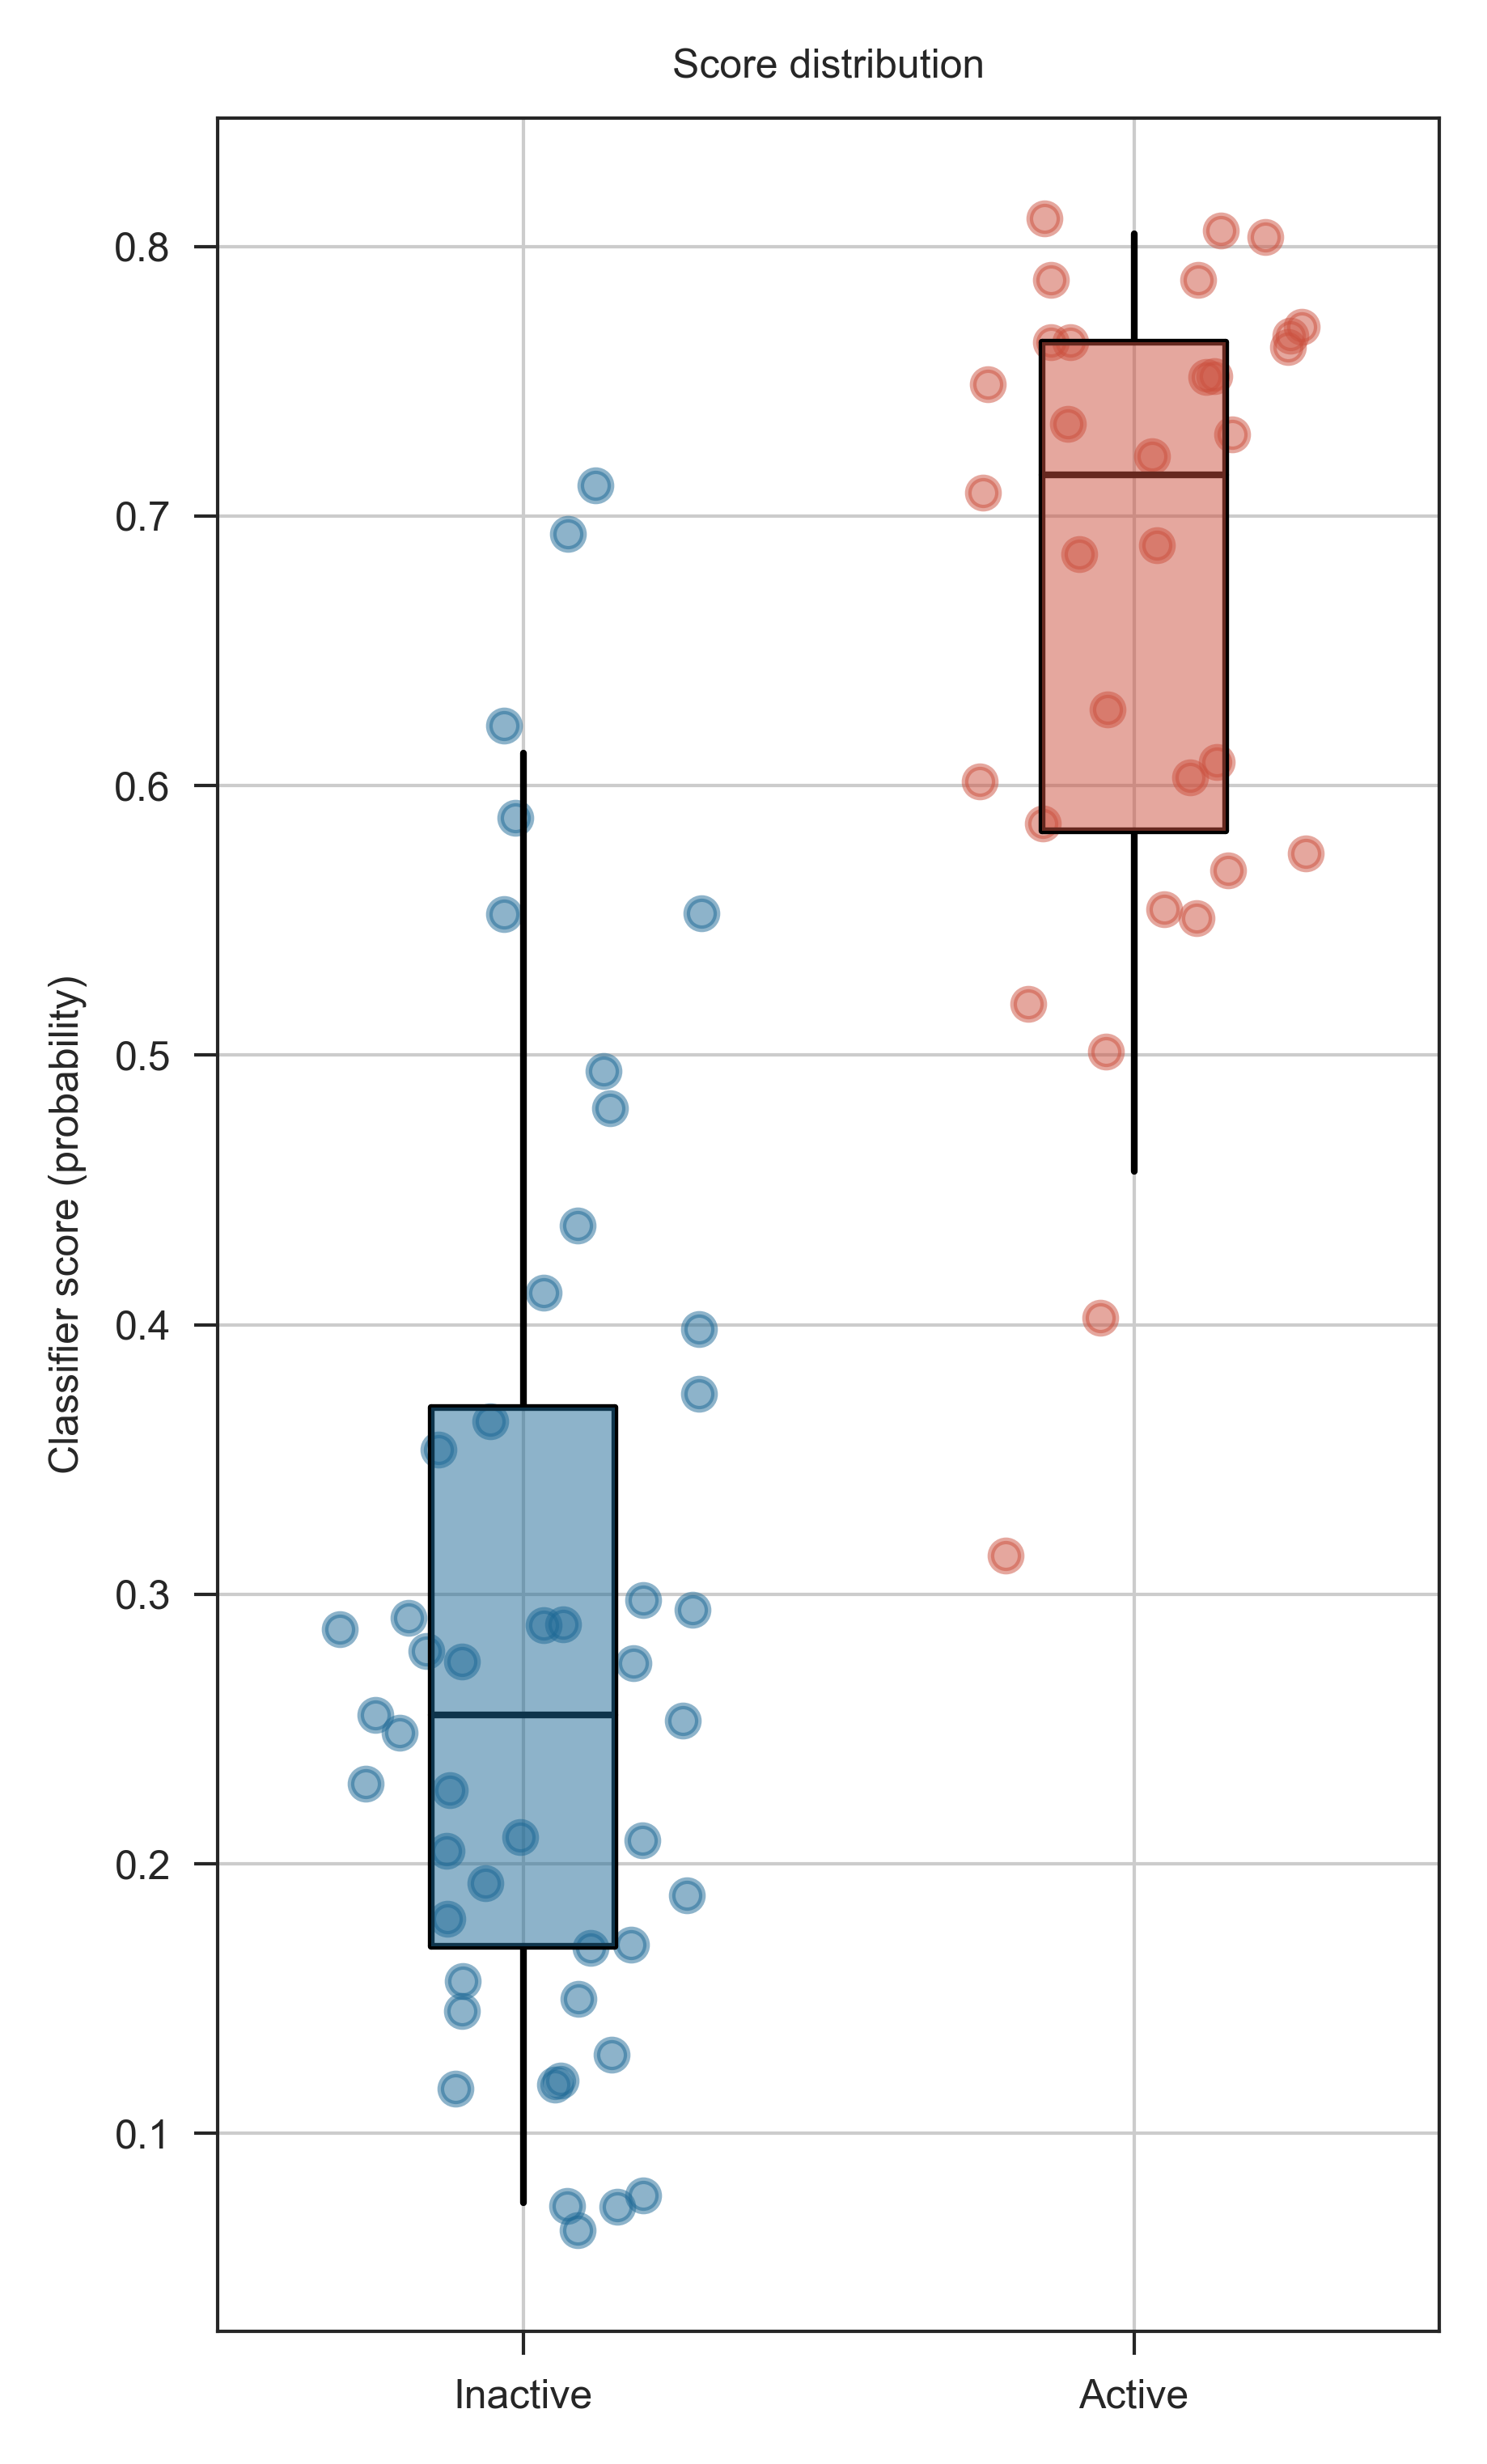 Score distribution
Classifier score (probability)
0.8
0.7
0.6
0.5
0.4
0.3
0.2
0.1
Inactive
Active